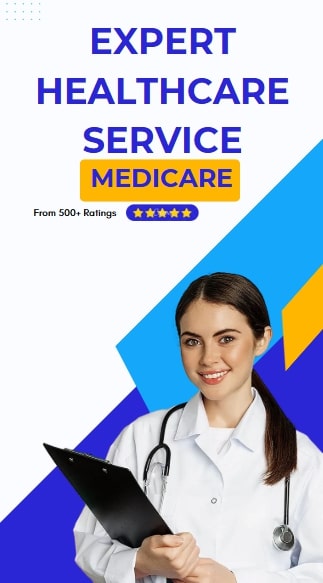 EXPERT
HEALTHCARE
SERVICE
MEDICARE
From 500+ Ratings